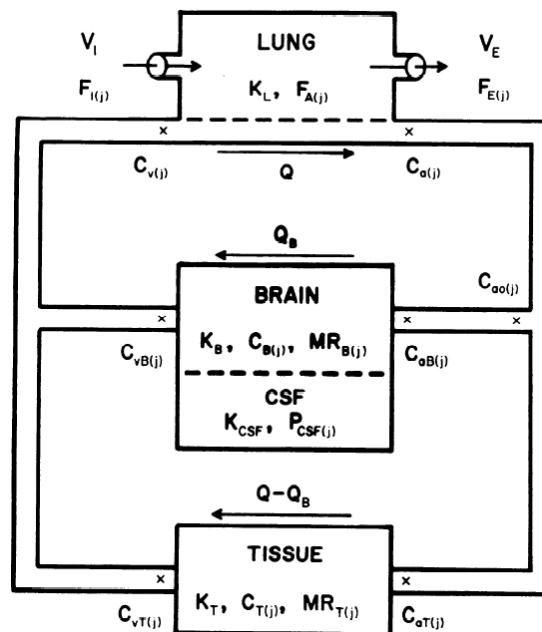 V_I LUNG V_E
F_I(j) K_L, F_A(j) F_E(j)
× ×
C_v(j) Q C_a(j)
Q_B
C_ao(j)
BRAIN
× × ×
K_B, C_B(j), MR_B(j)
C_vB(j) C_aB(j)
CSF
K_CSF, P_CSF(j)
Q-Q_B
TISSUE
× ×
K_T, C_T(j), MR_T(j)
C_vT(j) C_aT(j)